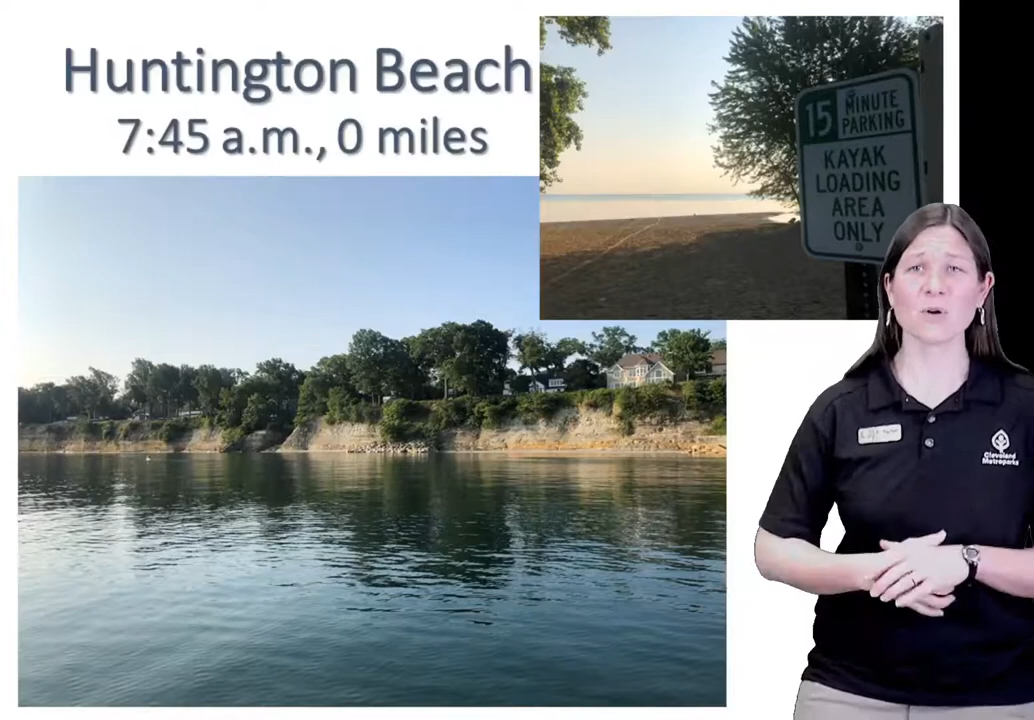 Huntington Beach
7:45 a.m., 0 miles
15 MINUTE
PARKING
KAYAK
LOADING
AREA
ONLY
Cleveland
Metroparks